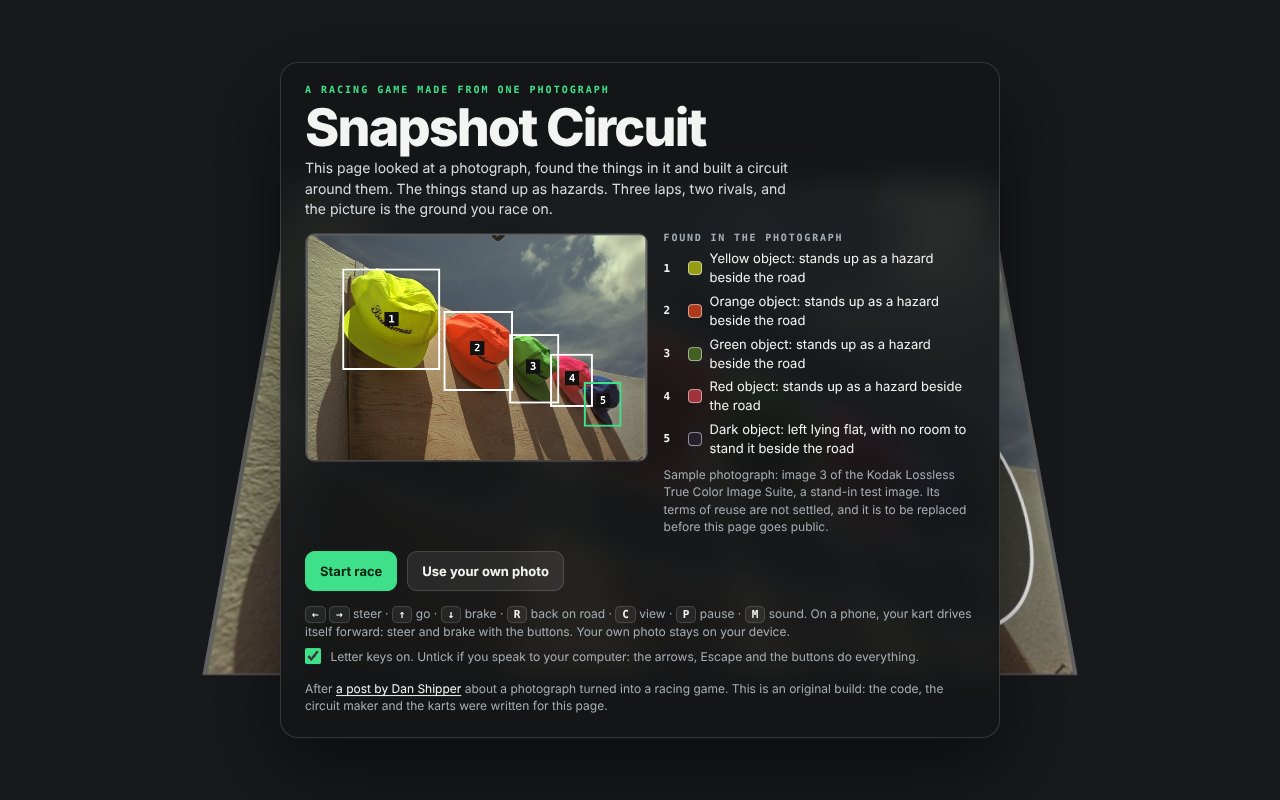 A RACING GAME MADE FROM ONE PHOTOGRAPH
Snapshot Circuit
This page looked at a photograph, found the things in it and built a circuit
around them. The things stand up as hazards. Three laps, two rivals, and
the picture is the ground you race on.
1
2
3
4
5
FOUND IN THE PHOTOGRAPH
1 Yellow object: stands up as a hazard
beside the road
2 Orange object: stands up as a hazard
beside the road
3 Green object: stands up as a hazard
beside the road
4 Red object: stands up as a hazard beside
the road
5 Dark object: left lying flat, with no room to
stand it beside the road
Sample photograph: image 3 of the Kodak Lossless
True Color Image Suite, a stand-in test image. Its
terms of reuse are not settled, and it is to be replaced
before this page goes public.
Start race
Use your own photo
← → steer · ↑ go · ↓ brake · R back on road · C view · P pause · M sound. On a phone, your kart drives
itself forward: steer and brake with the buttons. Your own photo stays on your device.
Letter keys on. Untick if you speak to your computer: the arrows, Escape and the buttons do everything.
After a post by Dan Shipper about a photograph turned into a racing game. This is an original build: the code, the
circuit maker and the karts were written for this page.